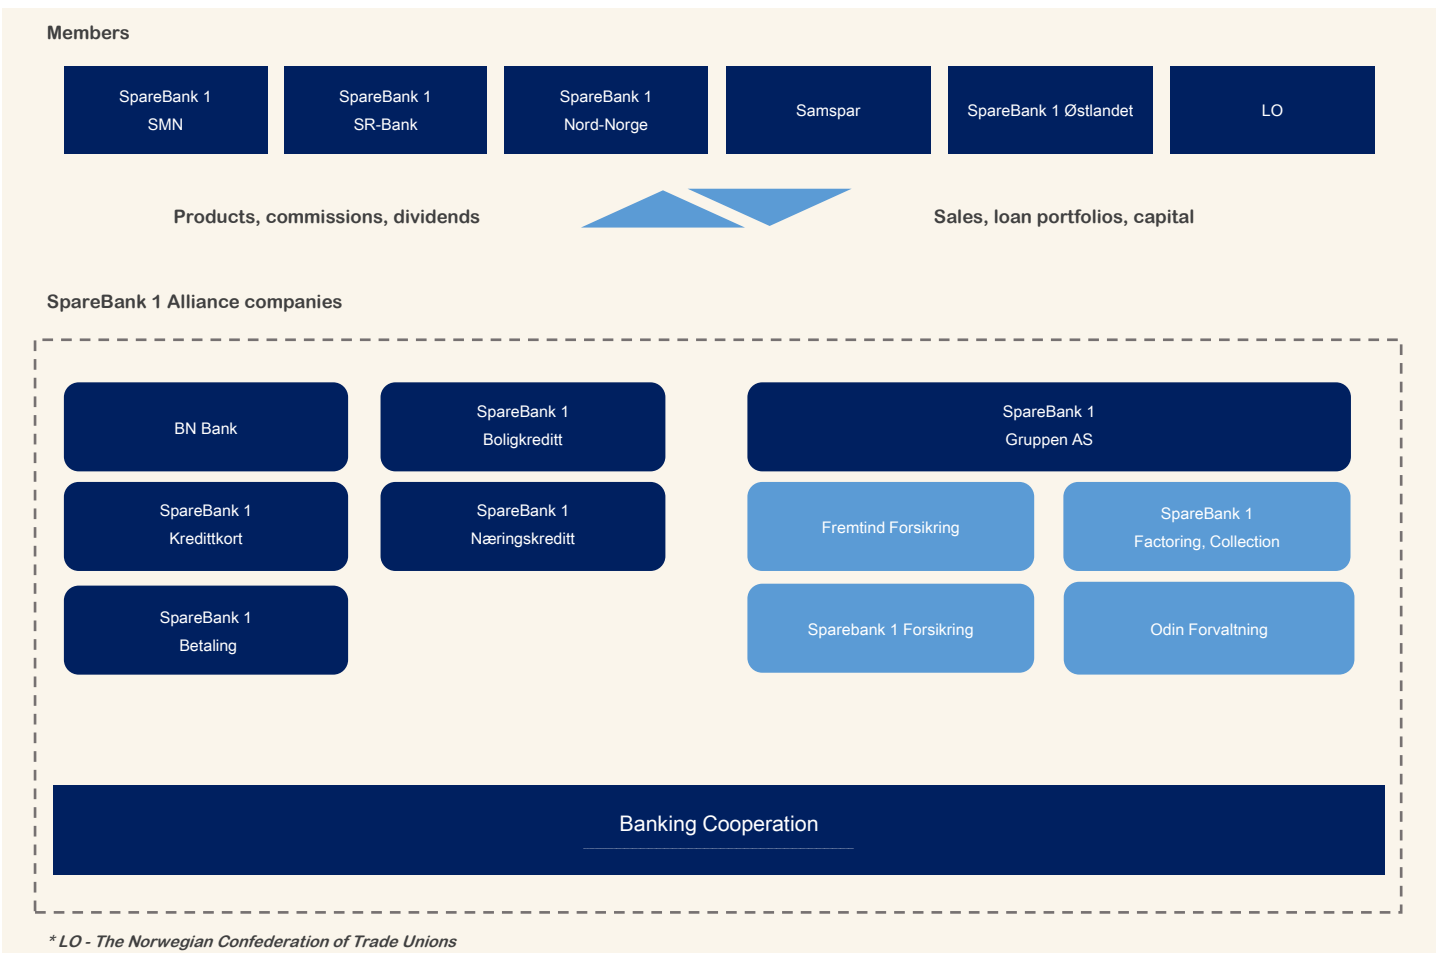 Members
SpareBank 1
SMN
SpareBank 1
SR-Bank
SpareBank 1
Nord-Norge
Samspar
SpareBank 1 Østlandet
LO
Products, commissions, dividends
Sales, loan portfolios, capital
SpareBank 1 Alliance companies
BN Bank
SpareBank 1
Boligkreditt
SpareBank 1
Gruppen AS
SpareBank 1
Kredittkort
SpareBank 1
Næringskreditt
Fremtind Forsikring
SpareBank 1
Factoring, Collection
SpareBank 1
Betaling
Sparebank 1 Forsikring
Odin Forvaltning
Banking Cooperation
* LO - The Norwegian Confederation of Trade Unions